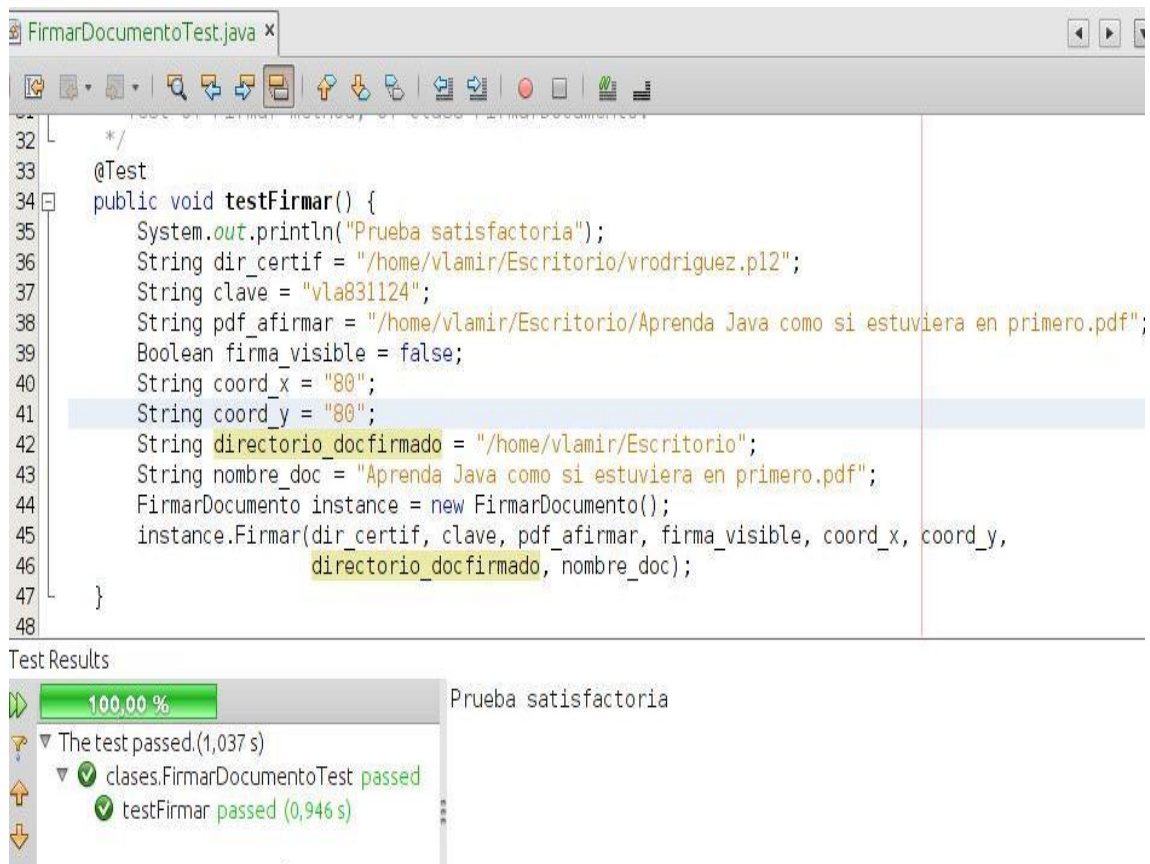 FirmarDocumentoTest.java ×
32 */
33 @Test
34 public void testFirmar() {
35 System.out.println("Prueba satisfactoria");
36 String dir_certif = "/home/vlamir/Escritorio/vrodriguez.p12";
37 String clave = "vla831124";
38 String pdf_afirmar = "/home/vlamir/Escritorio/Aprenda Java como si estuviera en primero.pdf";
39 Boolean firma_visible = false;
40 String coord_x = "80";
41 String coord_y = "80";
42 String directorio_docfirmado = "/home/vlamir/Escritorio";
43 String nombre_doc = "Aprenda Java como si estuviera en primero.pdf";
44 FirmarDocumento instance = new FirmarDocumento();
45 instance.Firmar(dir_certif, clave, pdf_afirmar, firma_visible, coord_x, coord_y,
46 directorio_docfirmado, nombre_doc);
47 }
48
Test Results
100,00 %
Prueba satisfactoria
The test passed.(1,037 s)
clases.FirmarDocumentoTest passed
testFirmar passed (0,946 s)